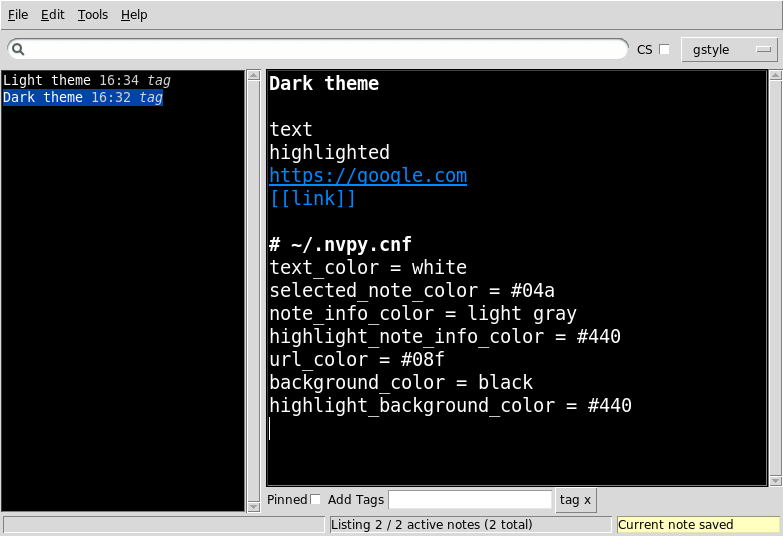 File Edit Tools Help
CS gstyle
Light theme 16:34 tag
Dark theme 16:32 tag
Dark theme
text
highlighted
https://google.com
[[link]]
# ~/.nvpy.cnf
text_color = white
selected_note_color = #04a
note_info_color = light gray
highlight_note_info_color = #440
url_color = #08f
background_color = black
highlight_background_color = #440
Pinned Add Tags tag x
Listing 2 / 2 active notes (2 total) Current note saved